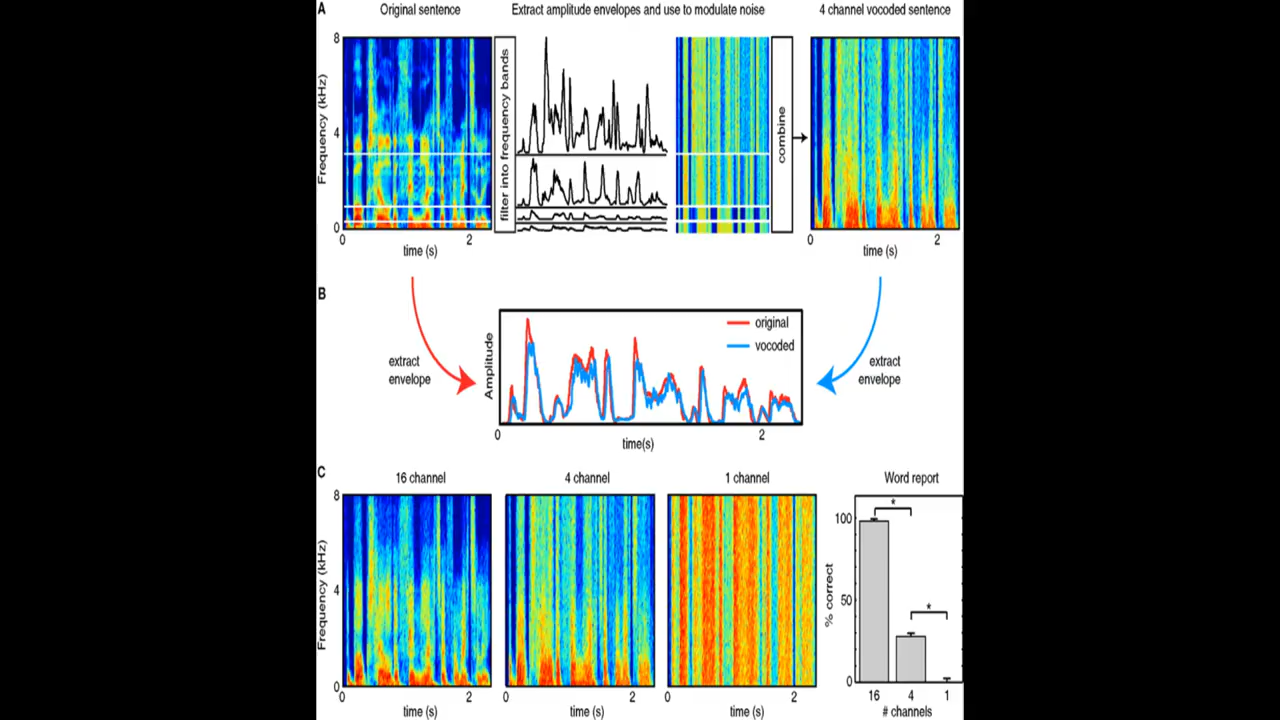 A
Original sentence
Extract amplitude envelopes and use to modulate noise
4 channel vocoded sentence
8
4
0
Frequency (kHz)
0 2
time (s)
filter into frequency bands
combine
0 2
time (s)
B
extract
envelope
Amplitude
original
vocoded
0 2
time(s)
extract
envelope
C
16 channel
4 channel
1 channel
Word report
8
4
0
Frequency (kHz)
0 2
time (s)
0 2
time (s)
0 2
time (s)
% correct
100
50
0
*
*
16 4 1
# channels